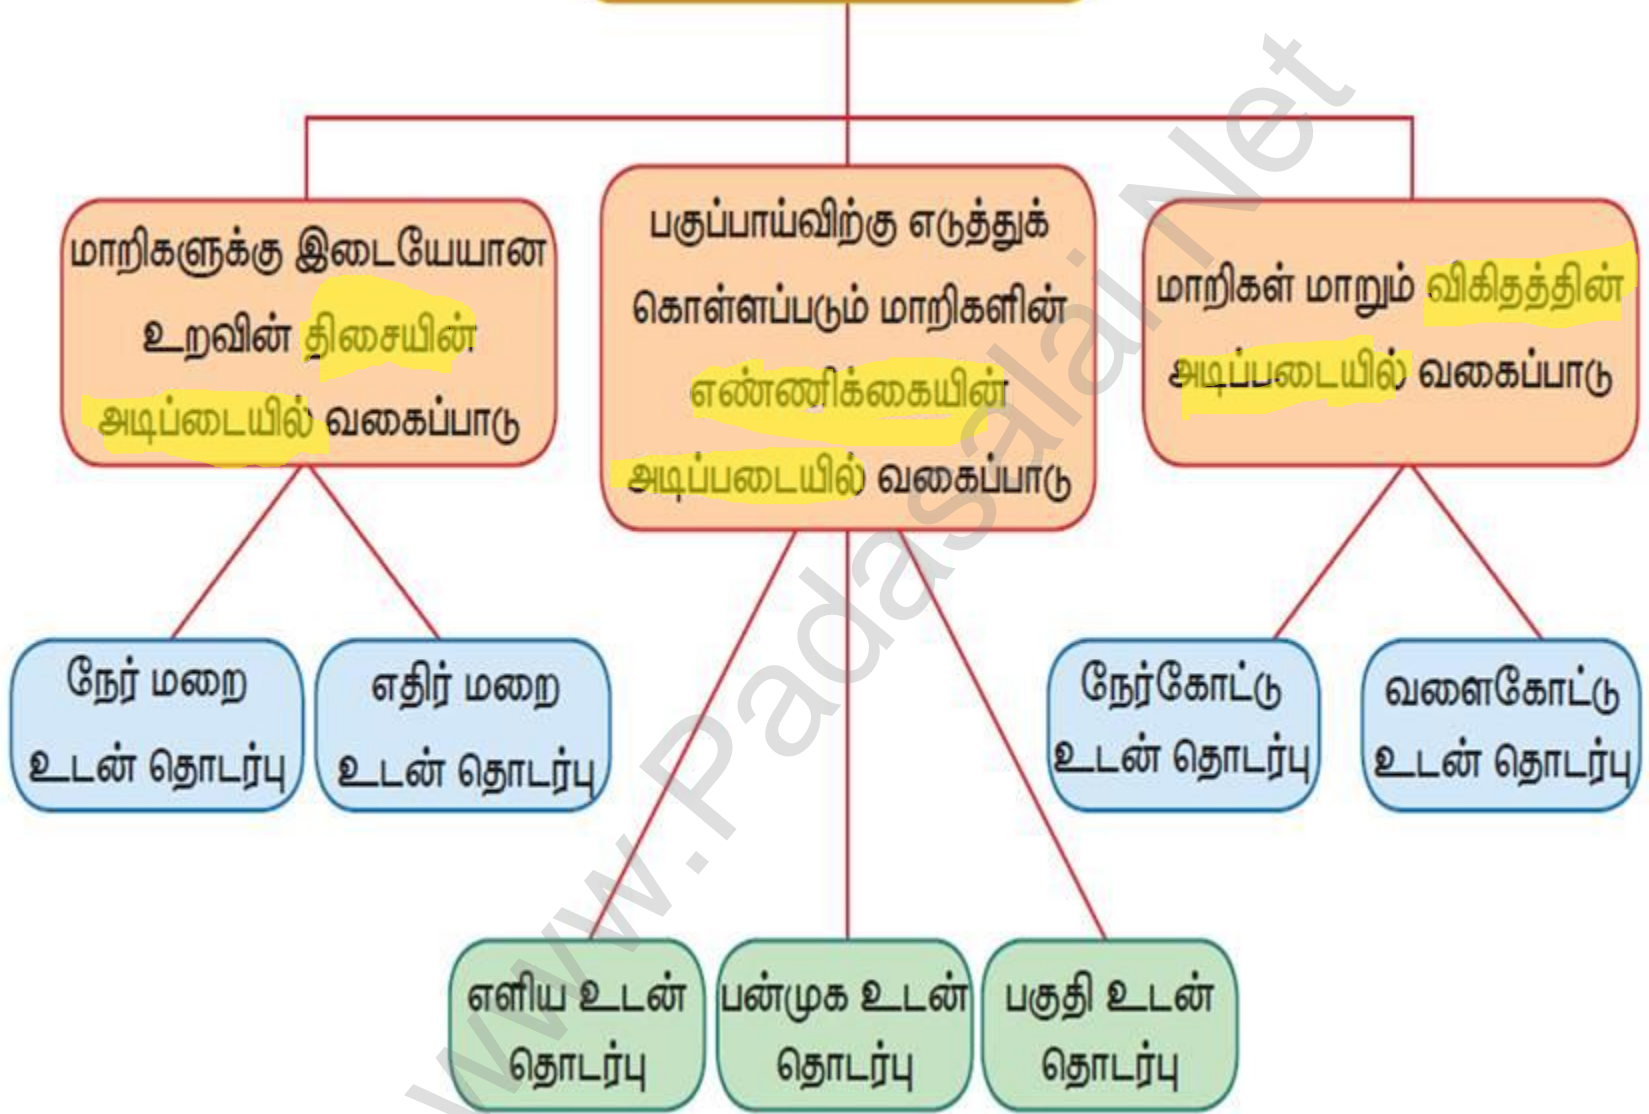 மாறிகளுக்கு இடையேயான
உறவின் திசையின்
அடிப்டையில் வகைப்பாடு
பகுப்பாய்விற்கு எடுத்துக்
கொள்ளப்படும் மாறிகளின்
எண்ணிக்கையின்
அடிப்படையில் வகைப்பாடு
மாறிகள் மாறும் விகிதத்தின்
அடிப்படையில் வகைப்பாடு
நேர் மறை
உடன் தொடர்பு
எதிர் மறை
உடன் தொடர்பு
நேர்கோட்டு
உடன் தொடர்பு
வளைகோட்டு
உடன் தொடர்பு
எளிய உடன்
தொடர்பு
பன்முக உடன்
தொடர்பு
பகுதி உடன்
தொடர்பு
ww.Padasalai.Net